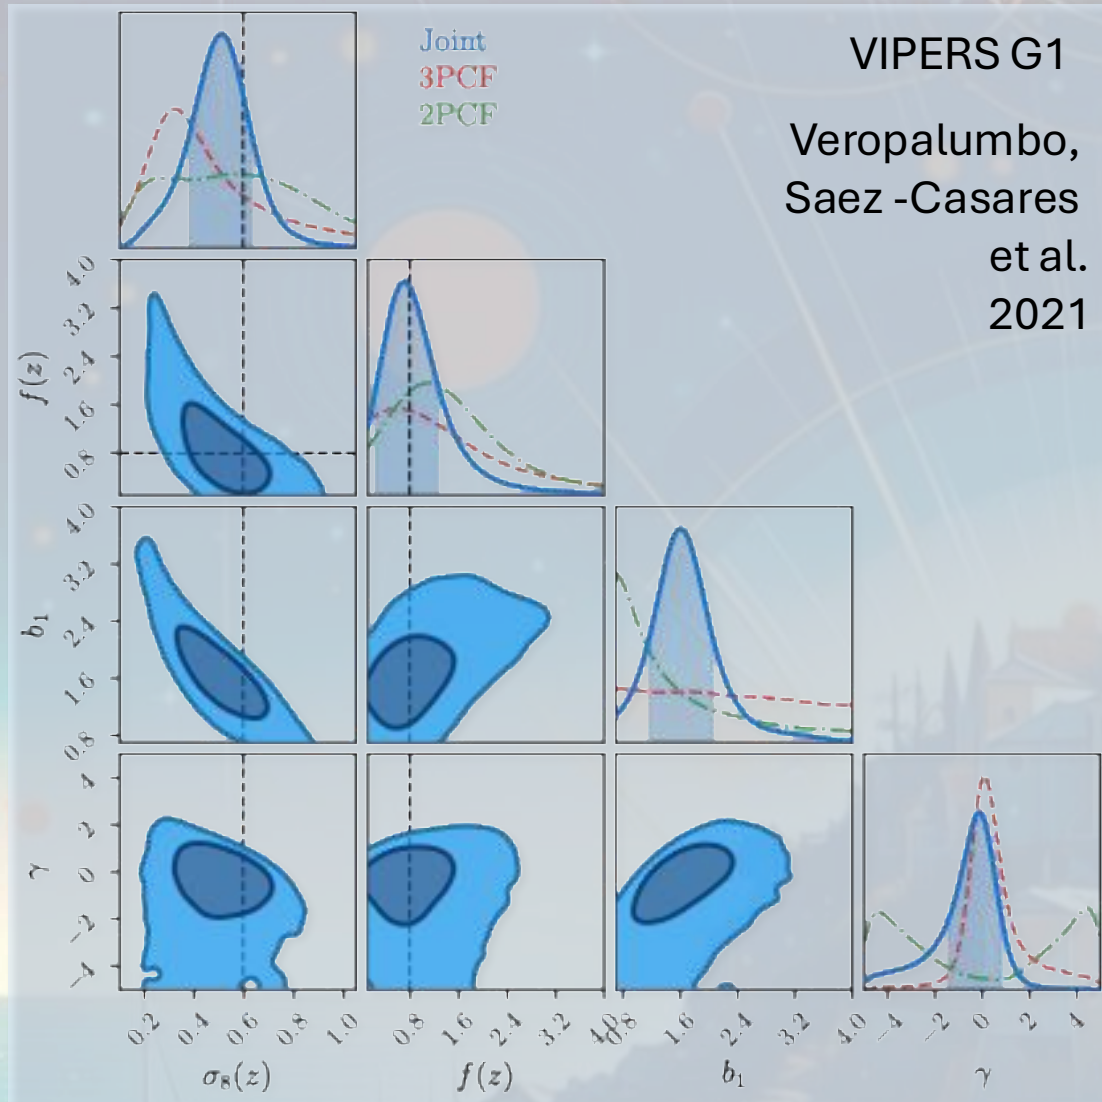 Joint
3PCF
2PCF
VIPERS G1
Veropalumbo,
Saez -Casares
et al.
2021
f(z)
4.0
3.2
2.4
1.6
0.8
b₁
4.0
3.2
2.4
1.6
0.8
γ
4
2
0
−2
−4
0.2 0.4 0.6 0.8 1.0
0.8 1.6 2.4 3.2 4.0
0.8 1.6 2.4 3.2 4.0
−4 −2 0 2 4
σ₈(z) f(z) b₁ γ